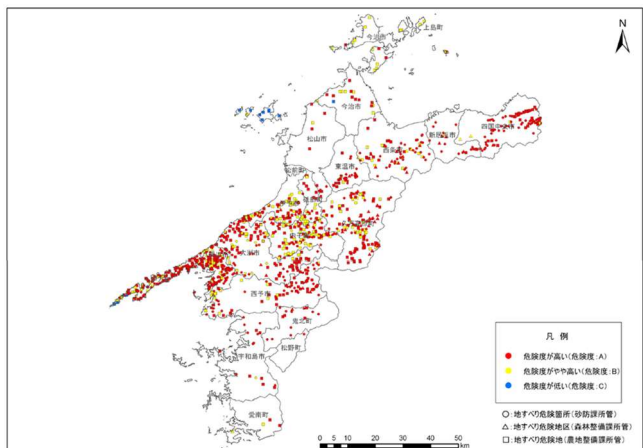 上島町
今治市
N
今治市
四国中央市
新居浜市
松山市
西条市
東温市
松前町
砥部町
伊予市
内子町
大洲市
西予市
鬼北町
松野町
宇和島市
愛南町
凡 例
危険度が高い(危険度:A)
危険度がやや高い(危険度:B)
危険度が低い(危険度:C)
○:地すべり危険箇所(砂防課所管)
△:地すべり危険地区(森林整備課所管)
□:地すべり危険地(農地整備課所管)
0 5 10 20 30 40 50
km